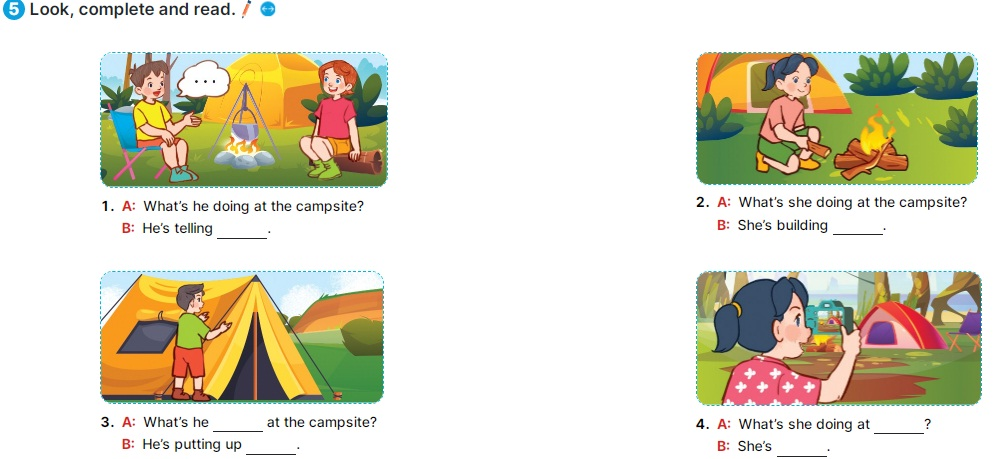 5 Look, complete and read.
...
1. A: What's he doing at the campsite?
B: He's telling ______.
2. A: What's she doing at the campsite?
B: She's building ______.
3. A: What's he ______ at the campsite?
B: He's putting up ______.
4. A: What's she doing at ______?
B: She's ______.